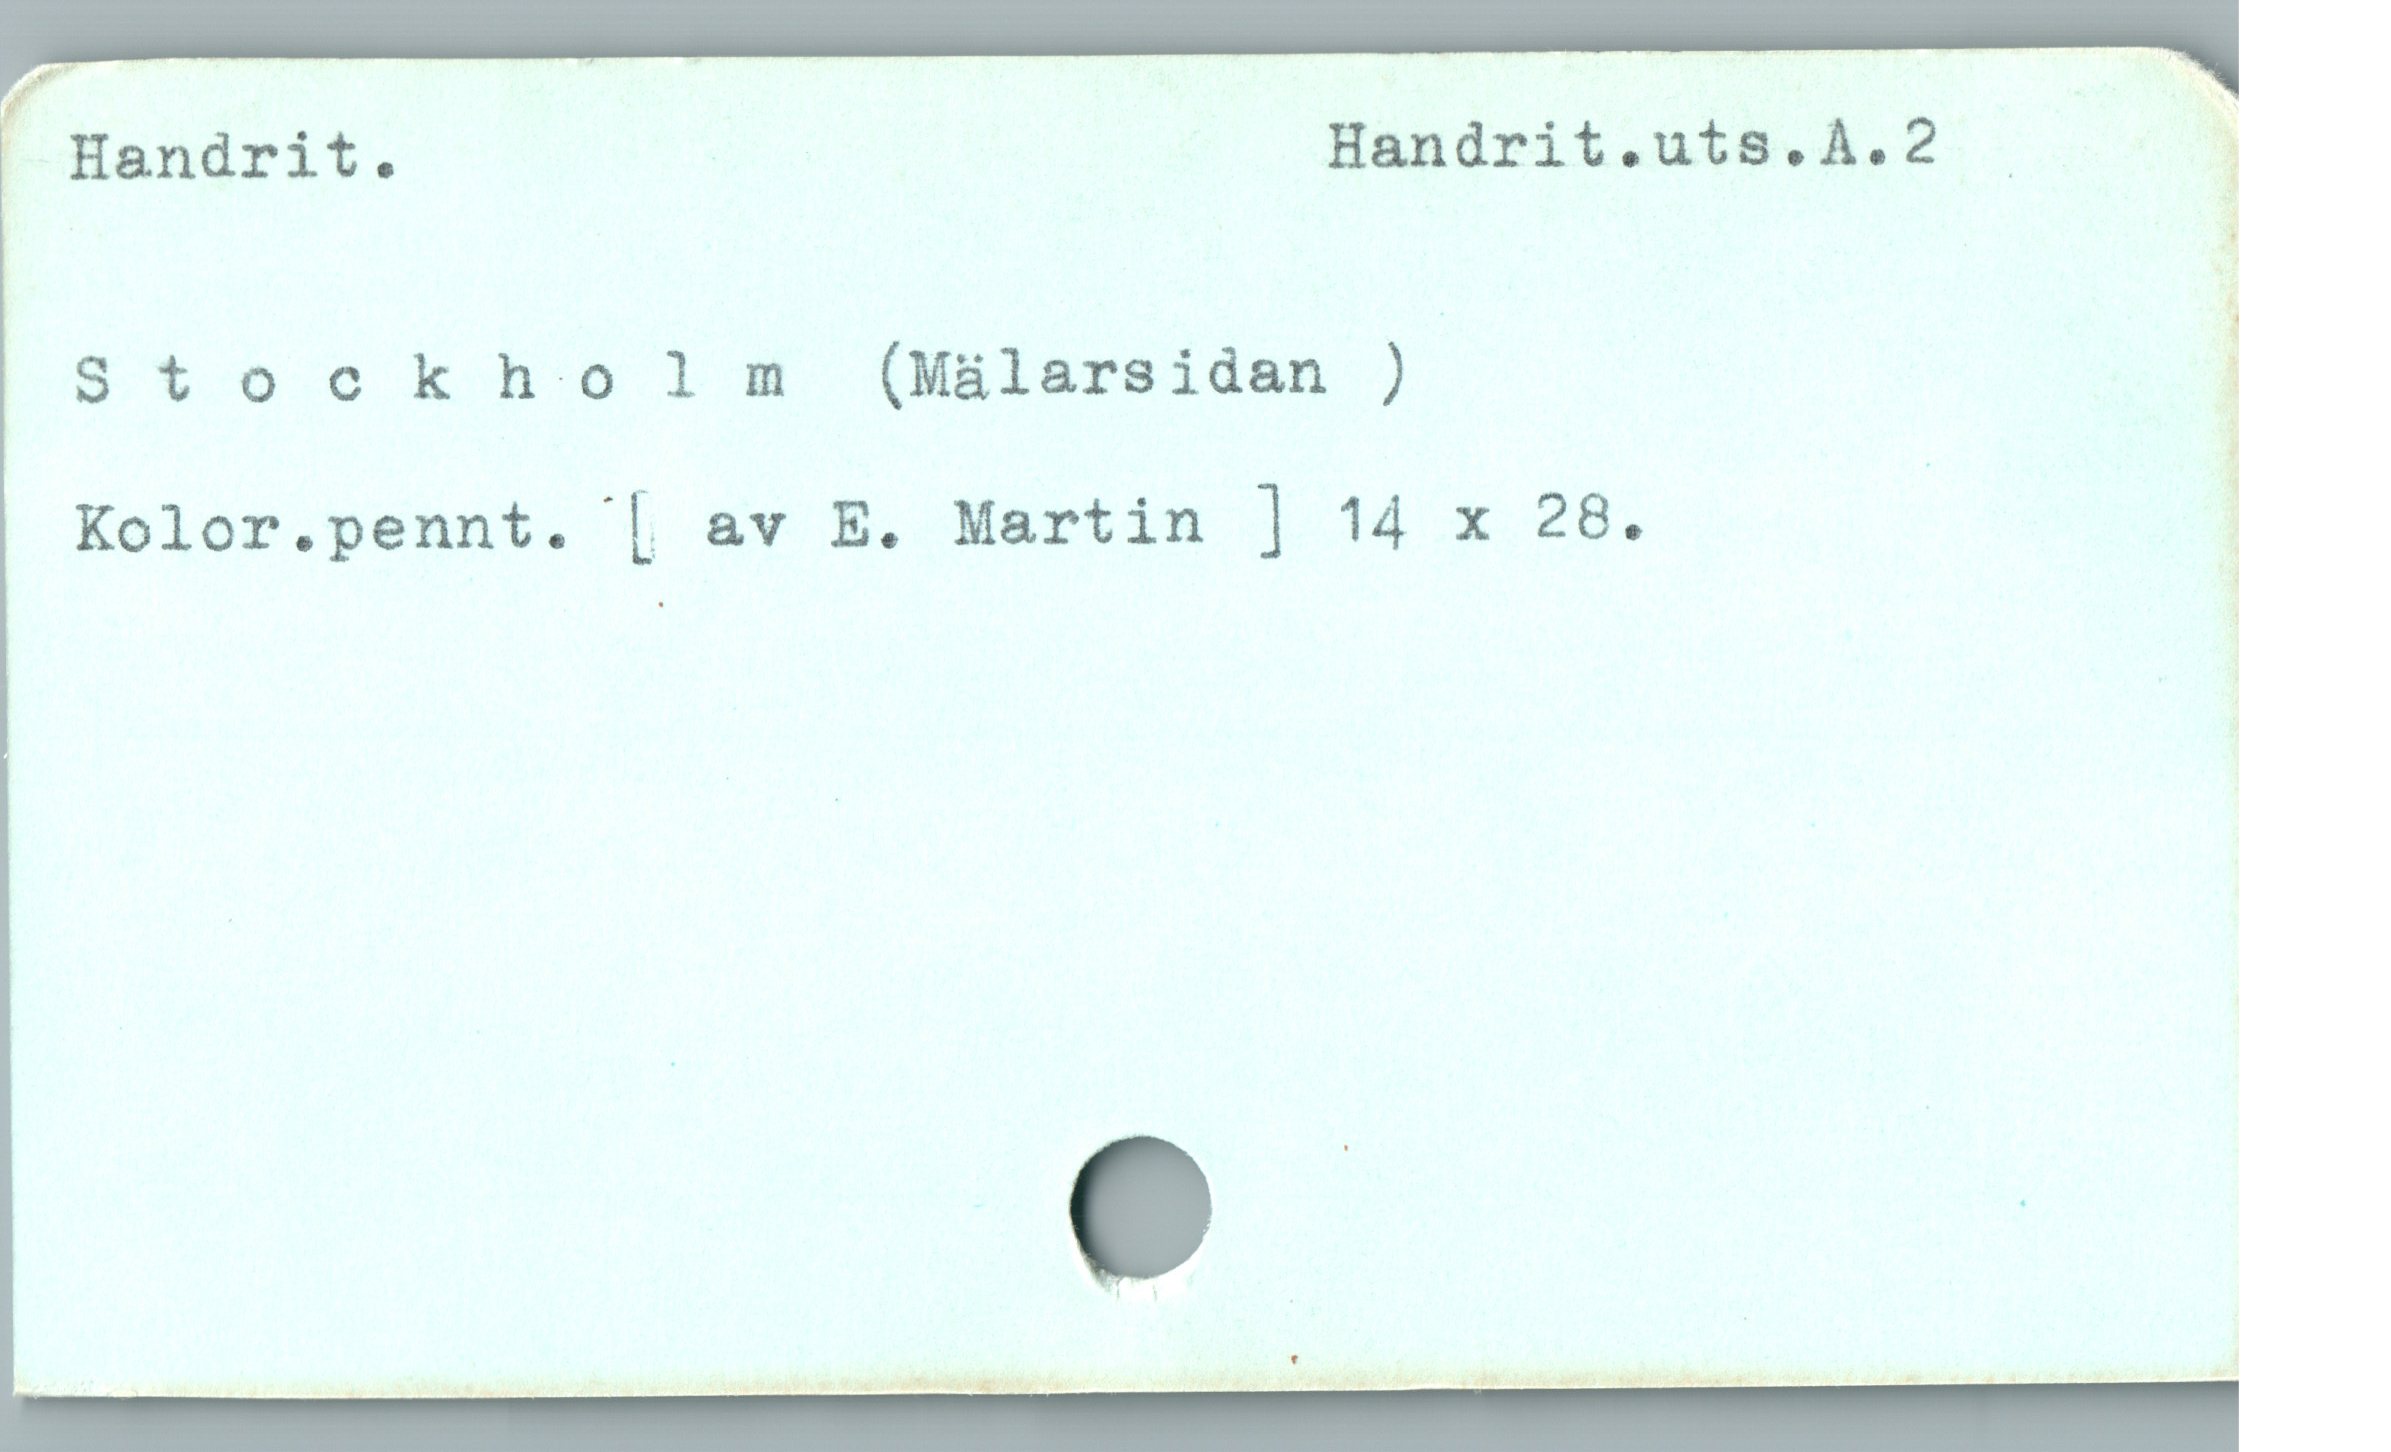 Handrit. Handrit.uts.A.2
S t o c k h o l m (Mälarsidan )
Kolor.pennt. [ av E. Martin ] 14 x 28.